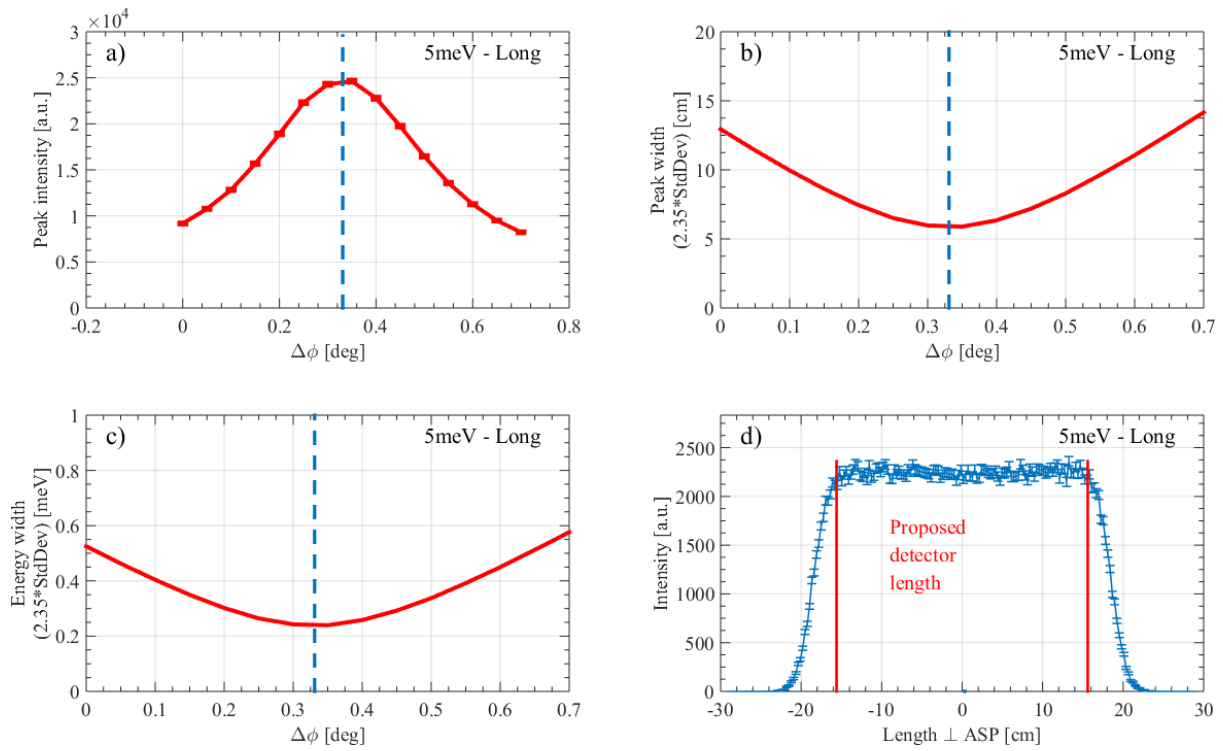 ×10⁴
a)
5meV - Long
3
2.5
2
1.5
1
0.5
0
Peak intensity [a.u.]
-0.2
0
0.2
0.4
0.6
0.8
Δϕ [deg]
b)
5meV - Long
20
15
10
5
0
Peak width
(2.35*StdDev) [cm]
0
0.1
0.2
0.3
0.4
0.5
0.6
0.7
Δϕ [deg]
c)
5meV - Long
1
0.8
0.6
0.4
0.2
0
Energy width
(2.35*StdDev) [meV]
0
0.1
0.2
0.3
0.4
0.5
0.6
0.7
Δϕ [deg]
d)
5meV - Long
2500
2000
1500
1000
500
0
Intensity [a.u.]
Proposed
detector
length
-30
-20
-10
0
10
20
30
Length ⊥ ASP [cm]